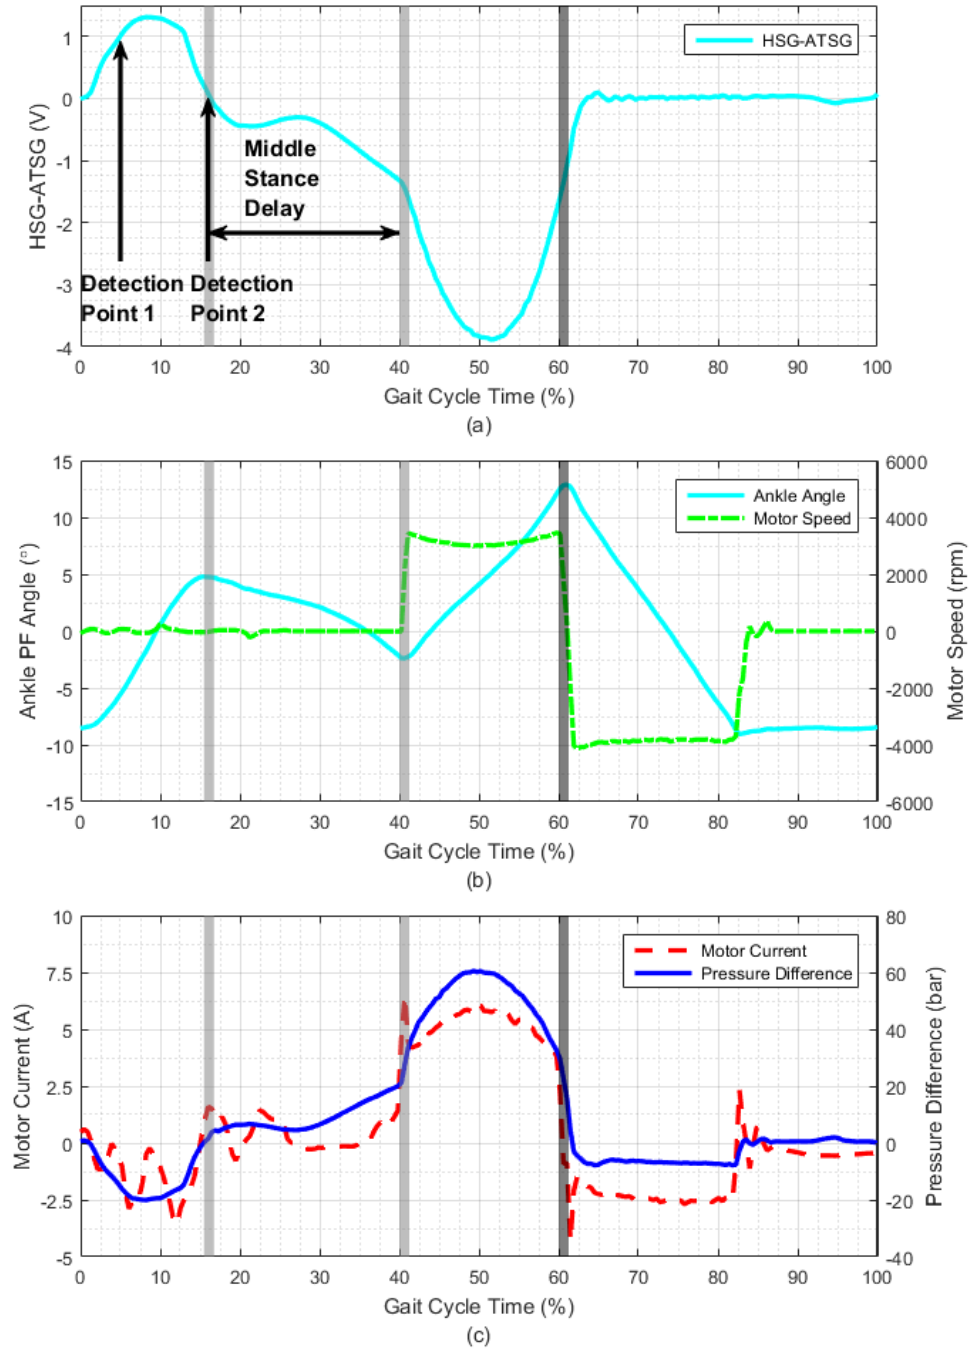 1
0
-1
-2
-3
-4
HSG-ATSG (V)
HSG-ATSG
Middle
Stance
Delay
Detection Detection
Point 1 Point 2
0 10 20 30 40 50 60 70 80 90 100
Gait Cycle Time (%)
(a)
15
10
5
0
-5
-10
-15
Ankle PF Angle (°)
Ankle Angle
Motor Speed
6000
4000
2000
0
-2000
-4000
-6000
Motor Speed (rpm)
0 10 20 30 40 50 60 70 80 90 100
Gait Cycle Time (%)
(b)
10
7.5
5
2.5
0
-2.5
-5
Motor Current (A)
Motor Current
Pressure Difference
80
60
40
20
0
-20
-40
Pressure Difference (bar)
0 10 20 30 40 50 60 70 80 90 100
Gait Cycle Time (%)
(c)